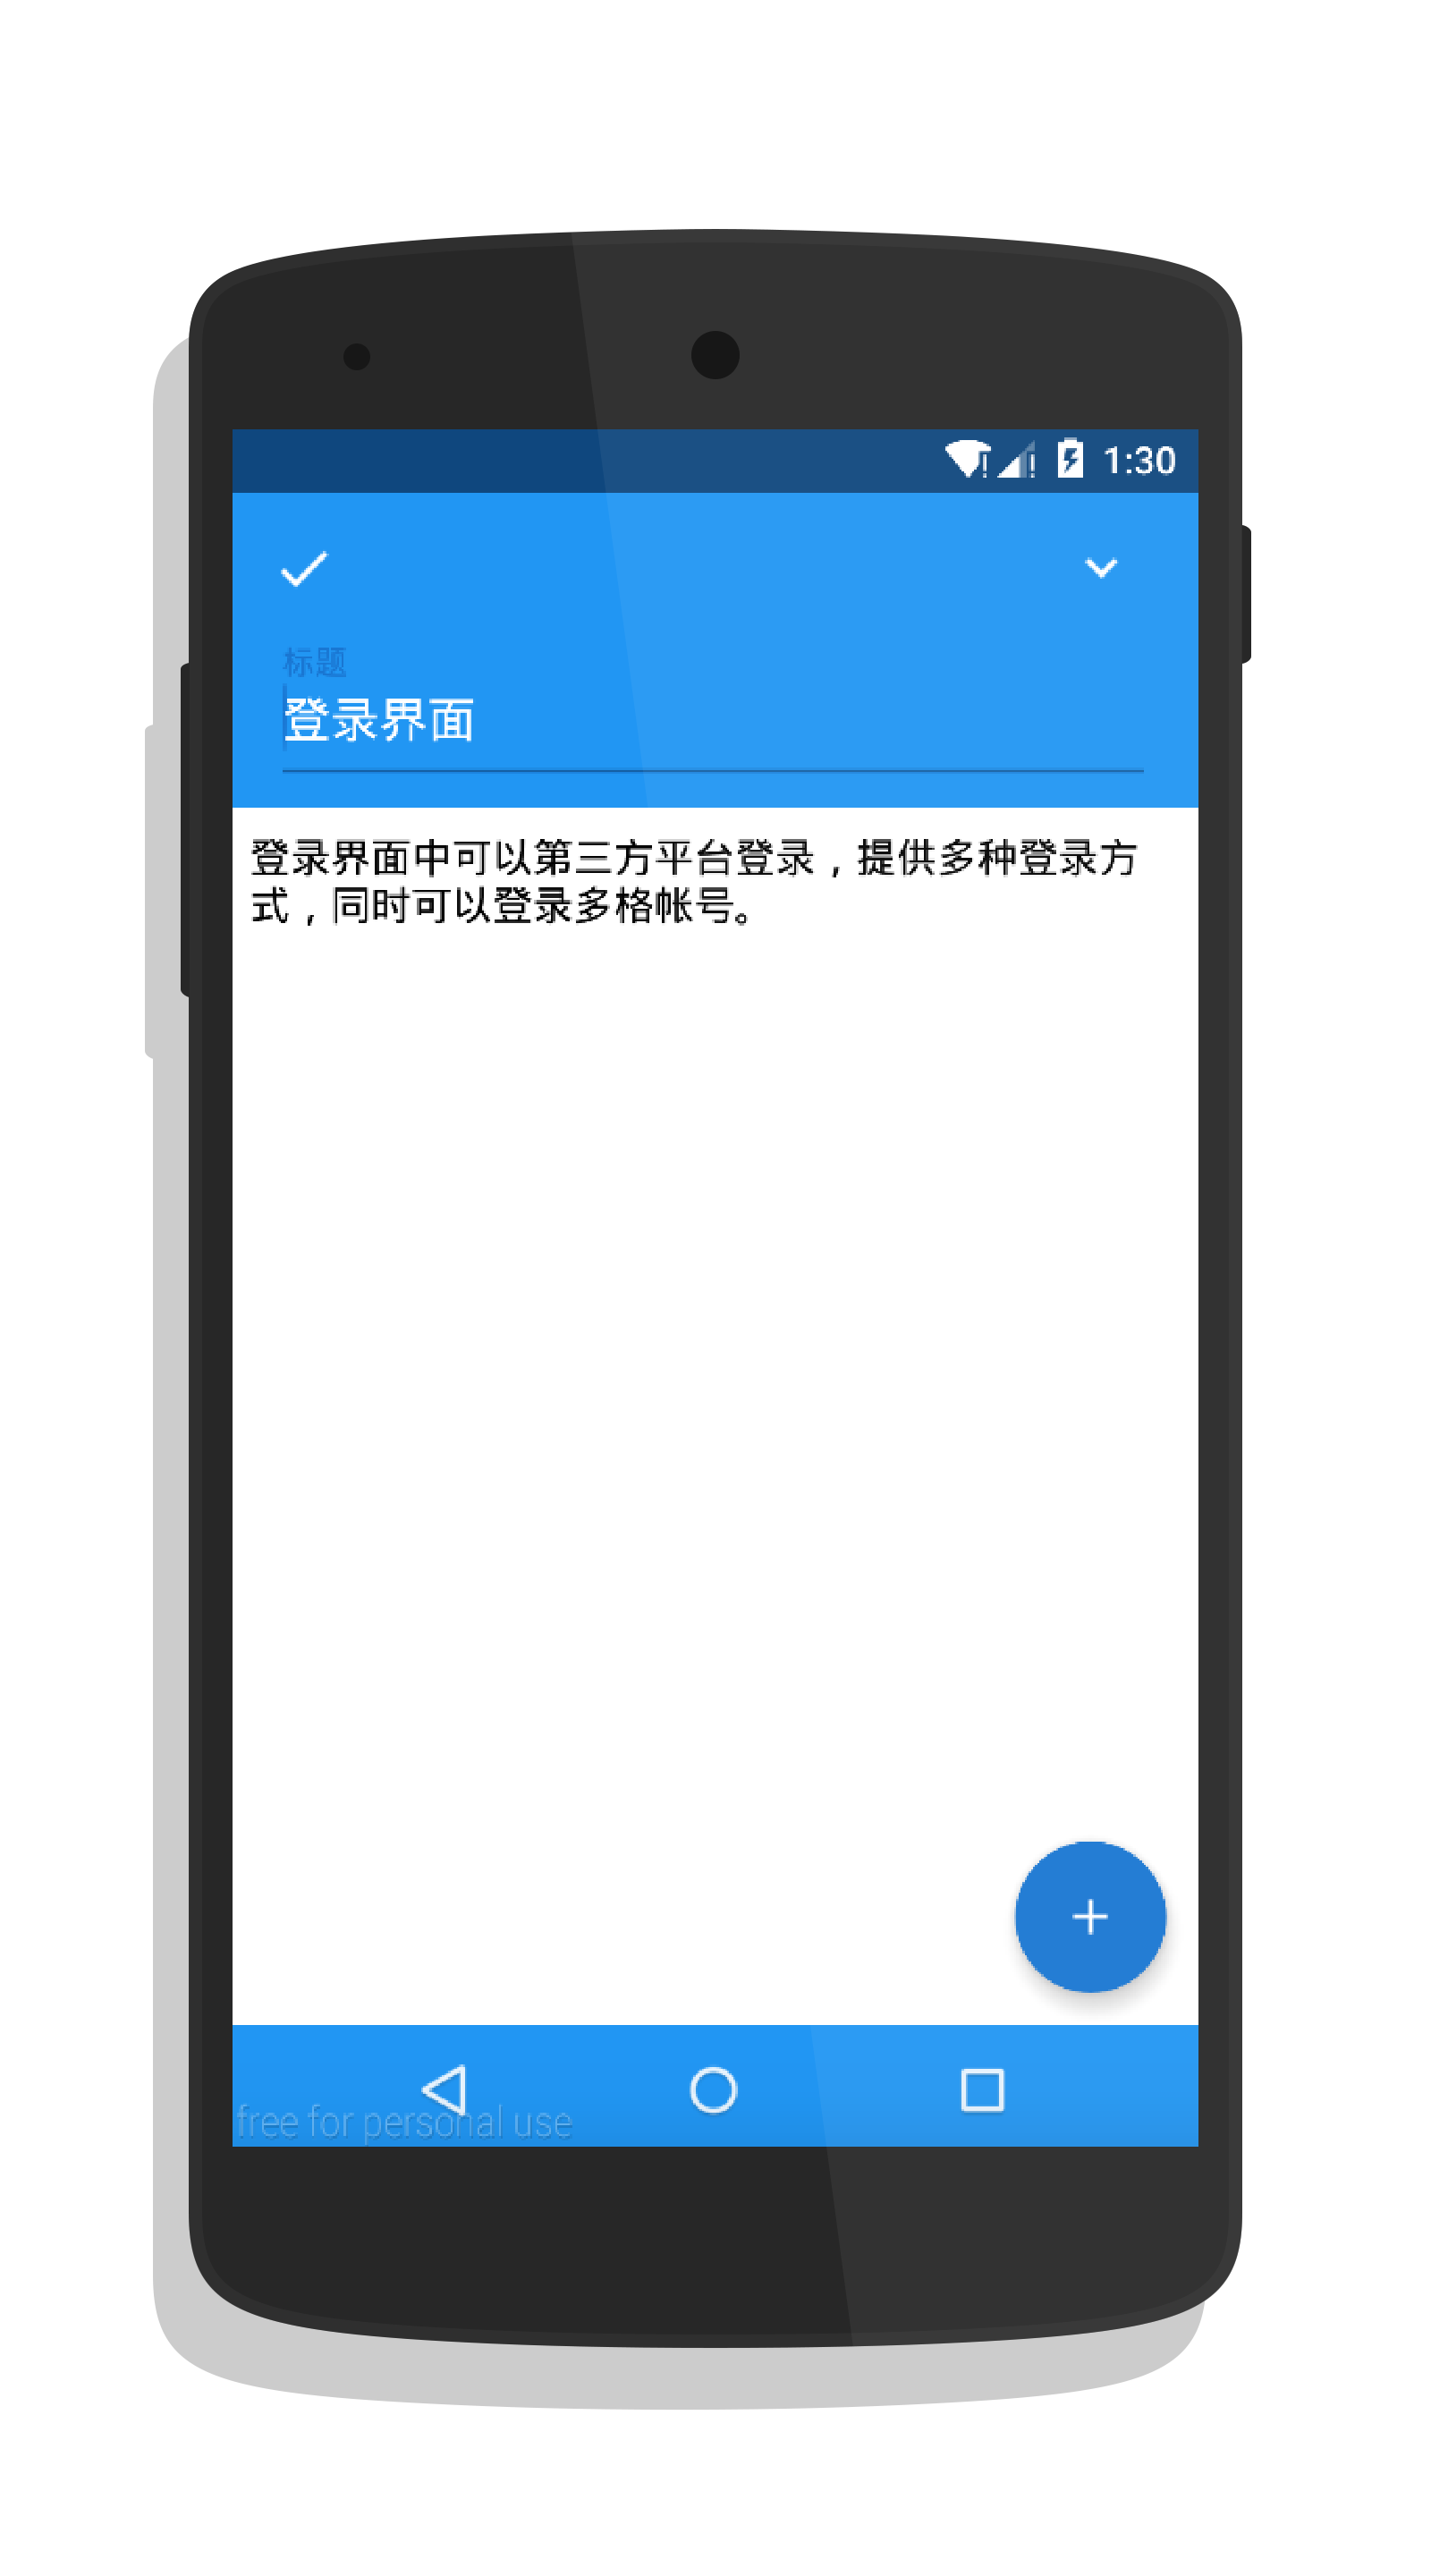 1:30
标题
登录界面
登录界面中可以第三方平台登录，提供多种登录方
式，同时可以登录多格帐号。
free for personal use